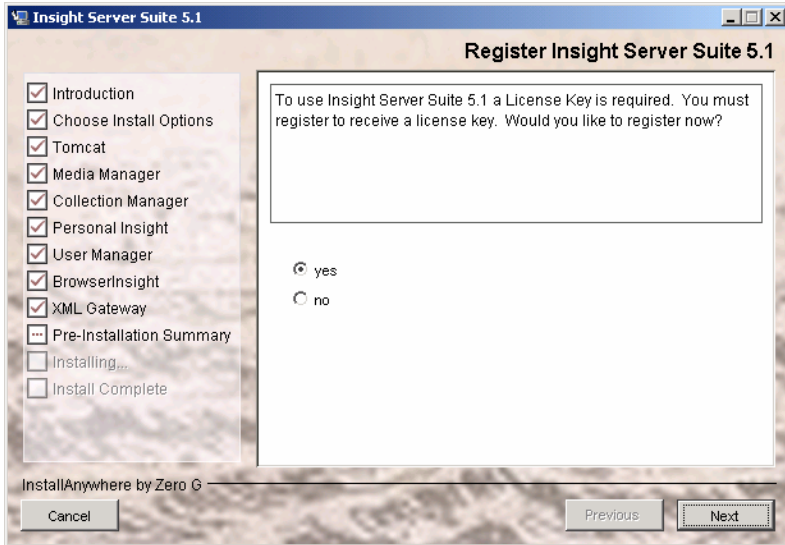 Insight Server Suite 5.1
Register Insight Server Suite 5.1
Introduction
Choose Install Options
Tomcat
Media Manager
Collection Manager
Personal Insight
User Manager
BrowserInsight
XML Gateway
Pre-Installation Summary
Installing...
Install Complete
To use Insight Server Suite 5.1 a License Key is required. You must
register to receive a license key. Would you like to register now?
yes
no
InstallAnywhere by Zero G
Cancel
Previous
Next